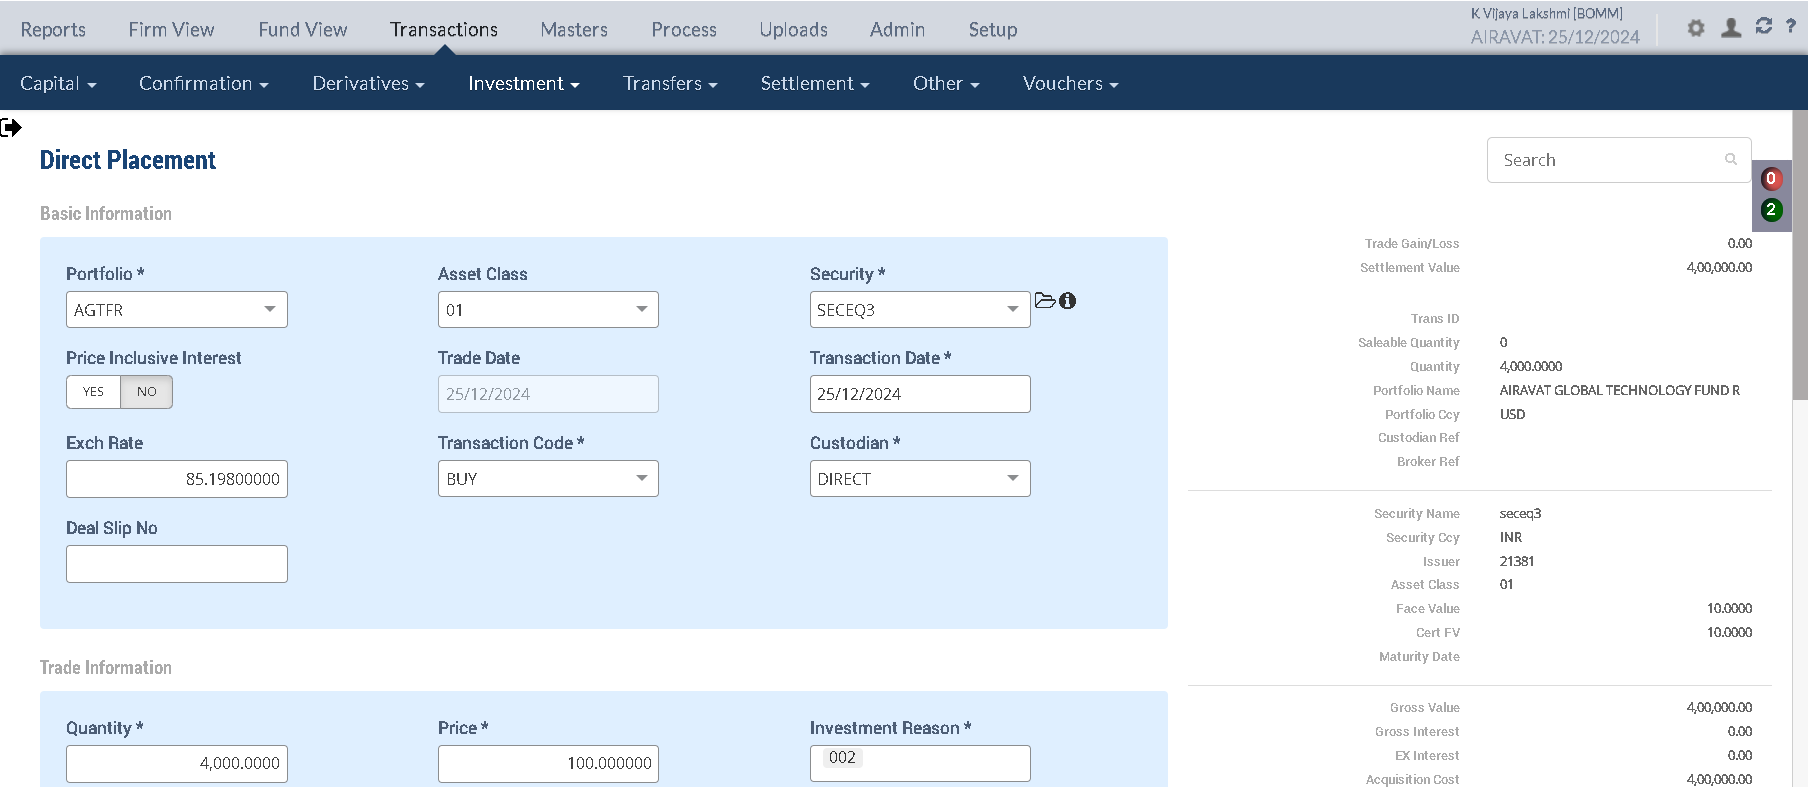 Reports Firm View Fund View Transactions Masters Process Uploads Admin Setup K Vijaya Lakshmi [BOMM]
AIRAVAT: 25/12/2024 ?
Capital Confirmation Derivatives Investment Transfers Settlement Other Vouchers
Direct Placement
Search
0
2
Basic Information
Portfolio * Asset Class Security *
AGTFR 01 SECEQ3
Price Inclusive Interest Trade Date Transaction Date *
YES NO 25/12/2024 25/12/2024
Exch Rate Transaction Code * Custodian *
85.19800000 BUY DIRECT
Deal Slip No
Trade Information
Quantity * Price * Investment Reason *
4,000.0000 100.000000 002
Trade Gain/Loss 0.00
Settlement Value 4,00,000.00
Trans ID
Saleable Quantity 0
Quantity 4,000.0000
Portfolio Name AIRAVAT GLOBAL TECHNOLOGY FUND R
Portfolio Ccy USD
Custodian Ref
Broker Ref
Security Name seceq3
Security Ccy INR
Issuer 21381
Asset Class 01
Face Value 10.0000
Cert FV 10.0000
Maturity Date
Gross Value 4,00,000.00
Gross Interest 0.00
EX Interest 0.00
Acquisition Cost 4,00,000.00